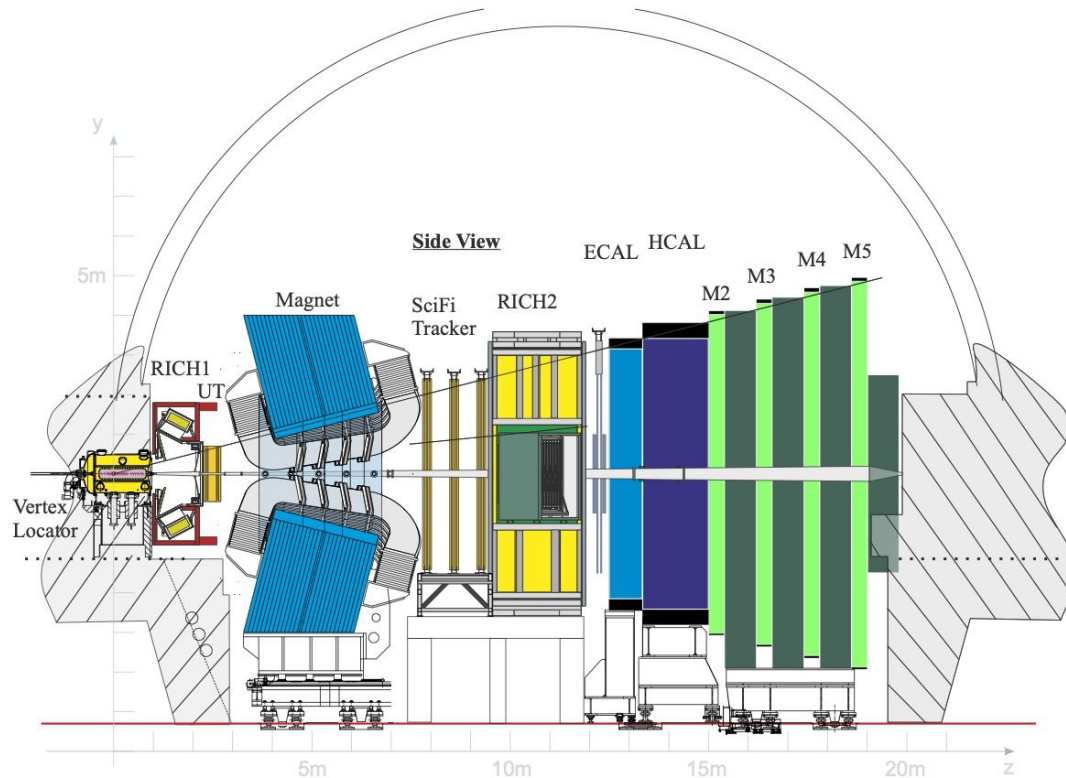 y
Side View
ECAL
HCAL
M5
M4
M3
M2
5m
Magnet
SciFi
Tracker
RICH2
RICH1
UT
Vertex
Locator
5m
10m
15m
20m
z